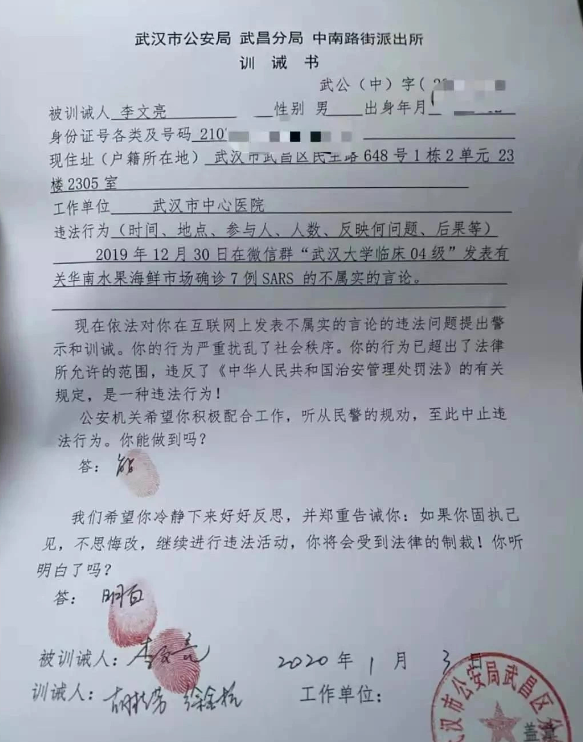 武汉市公安局 武昌分局 中南路街派出所
训 诫 书
武公（中）字（20
被训诫人 李文亮 性别 男 出身年月
身份证号各类及号码 210
现住址（户籍所在地） 武汉市武昌区民主路 648 号 1 栋 2 单元 23
楼 2305 室
工作单位 武汉市中心医院
违法行为（时间、地点、参与人、人数、反映何问题、后果等）
2019 年 12 月 30 日在微信群“武汉大学临床 04 级”发表有
关华南水果海鲜市场确诊 7 例 SARS 的不属实的言论。
现在依法对你在互联网上发表不属实的言论的违法问题提出警
示和训诫。你的行为严重扰乱了社会秩序。你的行为已超出了法律
所允许的范围，违反了《中华人民共和国治安管理处罚法》的有关
规定，是一种违法行为！
公安机关希望你积极配合工作，听从民警的规劝，至此中止违
法行为。你能做到吗？
答： 能
我们希望你冷静下来好好反思，并郑重告诫你：如果你固执己
见，不思悔改，继续进行违法活动，你将会受到法律的制裁！你听
明白了吗？
答： 明白
被训诫人： 李文亮 2020 年 1 月 3 日
训诫人： 工作单位：
武汉市公安局武昌区分
盖章